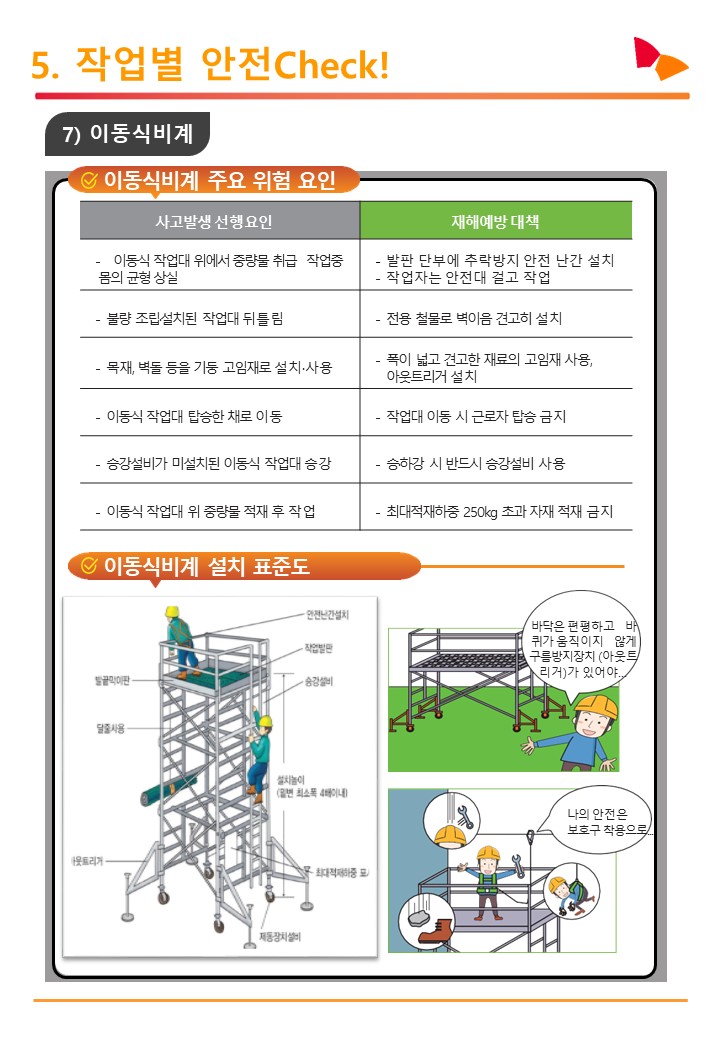 5. 작업별 안전Check!
7) 이동식비계
이동식비계 주요 위험 요인
사고발생 선행요인
재해예방 대책
- 이동식 작업대 위에서 중량물 취급 작업중
몸의 균형 상실
- 발판 단부에 추락방지 안전 난간 설치
- 작업자는 안전대 걸고 작업
- 불량 조립설치된 작업대 뒤틀림
- 전용 철물로 벽이음 견고히 설치
- 목재, 벽돌 등을 기둥 고임재로 설치·사용
- 폭이 넓고 견고한 재료의 고임재 사용,
아웃트리거 설치
- 이동식 작업대 탑승한 채로 이동
- 작업대 이동 시 근로자 탑승 금지
- 승강설비가 미설치된 이동식 작업대 승강
- 승하강 시 반드시 승강설비 사용
- 이동식 작업대 위 중량물 적재 후 작업
- 최대적재하중 250kg 초과 자재 적재 금지
이동식비계 설치 표준도
안전난간설치
작업발판
발끝막이판
승강설비
달줄사용
설치높이
(밑변 최소폭 4배이내)
아웃트리거
최대적재하중 표
제동장치설비
바닥은 편평하고 바
퀴가 움직이지 않게
구름방지장치 (아웃트
리거)가 있어야...
나의 안전은
보호구 착용으로...